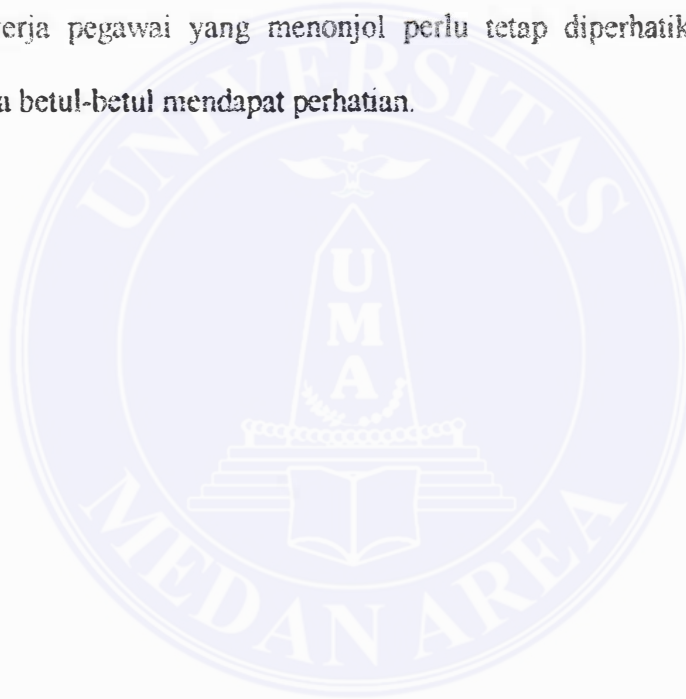 erja pegawai yang menonjol perlu tetap diperhatik
a betul-betul mendapat perhatian.
UNIVERSITAS
UMA
MEDAN AREA